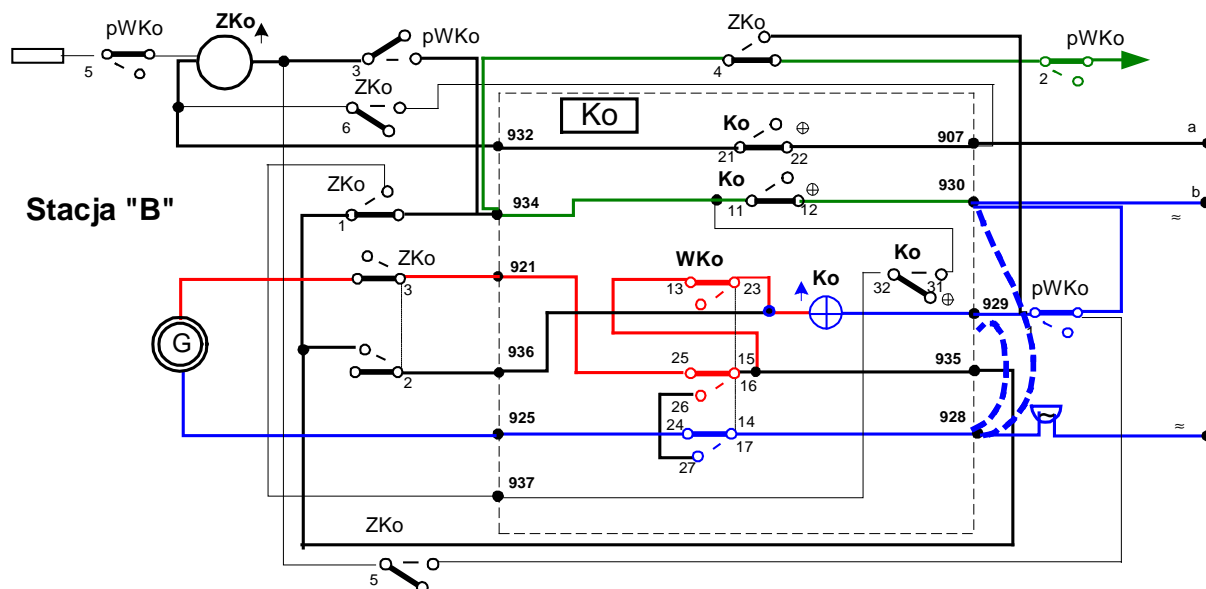 ZKo
pWKo
5
3
pWKo
ZKo
4
pWKo
2
ZKo
6
Ko
932
Ko
21
22
⊕
907
a
ZKo
1
Stacja "B"
934
Ko
11
12
⊕
930
b
≈
ZKo
3
921
WKo
13
23
Ko
Ko
32
31
⊕
929
pWKo
G
2
936
25
15
16
935
26
925
24
14
17
27
928
≈
937
ZKo
5